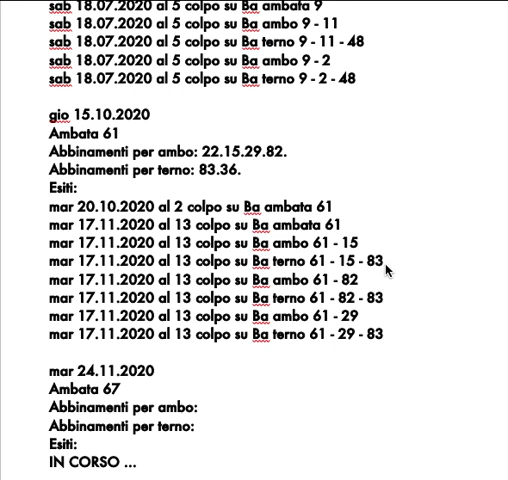 sab 18.07.2020 al 5 colpo su Ba ambata 9
sab 18.07.2020 al 5 colpo su Ba ambo 9 - 11
sab 18.07.2020 al 5 colpo su Ba terno 9 - 11 - 48
sab 18.07.2020 al 5 colpo su Ba ambo 9 - 2
sab 18.07.2020 al 5 colpo su Ba terno 9 - 2 - 48
gio 15.10.2020
Ambata 61
Abbinamenti per ambo: 22.15.29.82.
Abbinamenti per terno: 83.36.
Esiti:
mar 20.10.2020 al 2 colpo su Ba ambata 61
mar 17.11.2020 al 13 colpo su Ba ambata 61
mar 17.11.2020 al 13 colpo su Ba ambo 61 - 15
mar 17.11.2020 al 13 colpo su Ba terno 61 - 15 - 83
mar 17.11.2020 al 13 colpo su Ba ambo 61 - 82
mar 17.11.2020 al 13 colpo su Ba terno 61 - 82 - 83
mar 17.11.2020 al 13 colpo su Ba ambo 61 - 29
mar 17.11.2020 al 13 colpo su Ba terno 61 - 29 - 83
mar 24.11.2020
Ambata 67
Abbinamenti per ambo:
Abbinamenti per terno:
Esiti:
IN CORSO ...